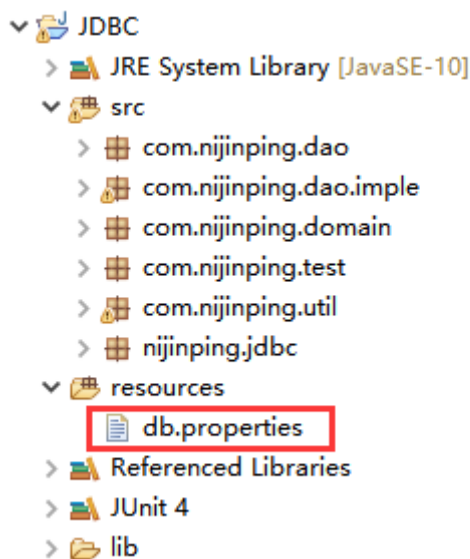 JDBC
JRE System Library [JavaSE-10]
src
com.nijinping.dao
com.nijinping.dao.imple
com.nijinping.domain
com.nijinping.test
com.nijinping.util
nijinping.jdbc
resources
db.properties
Referenced Libraries
JUnit 4
lib